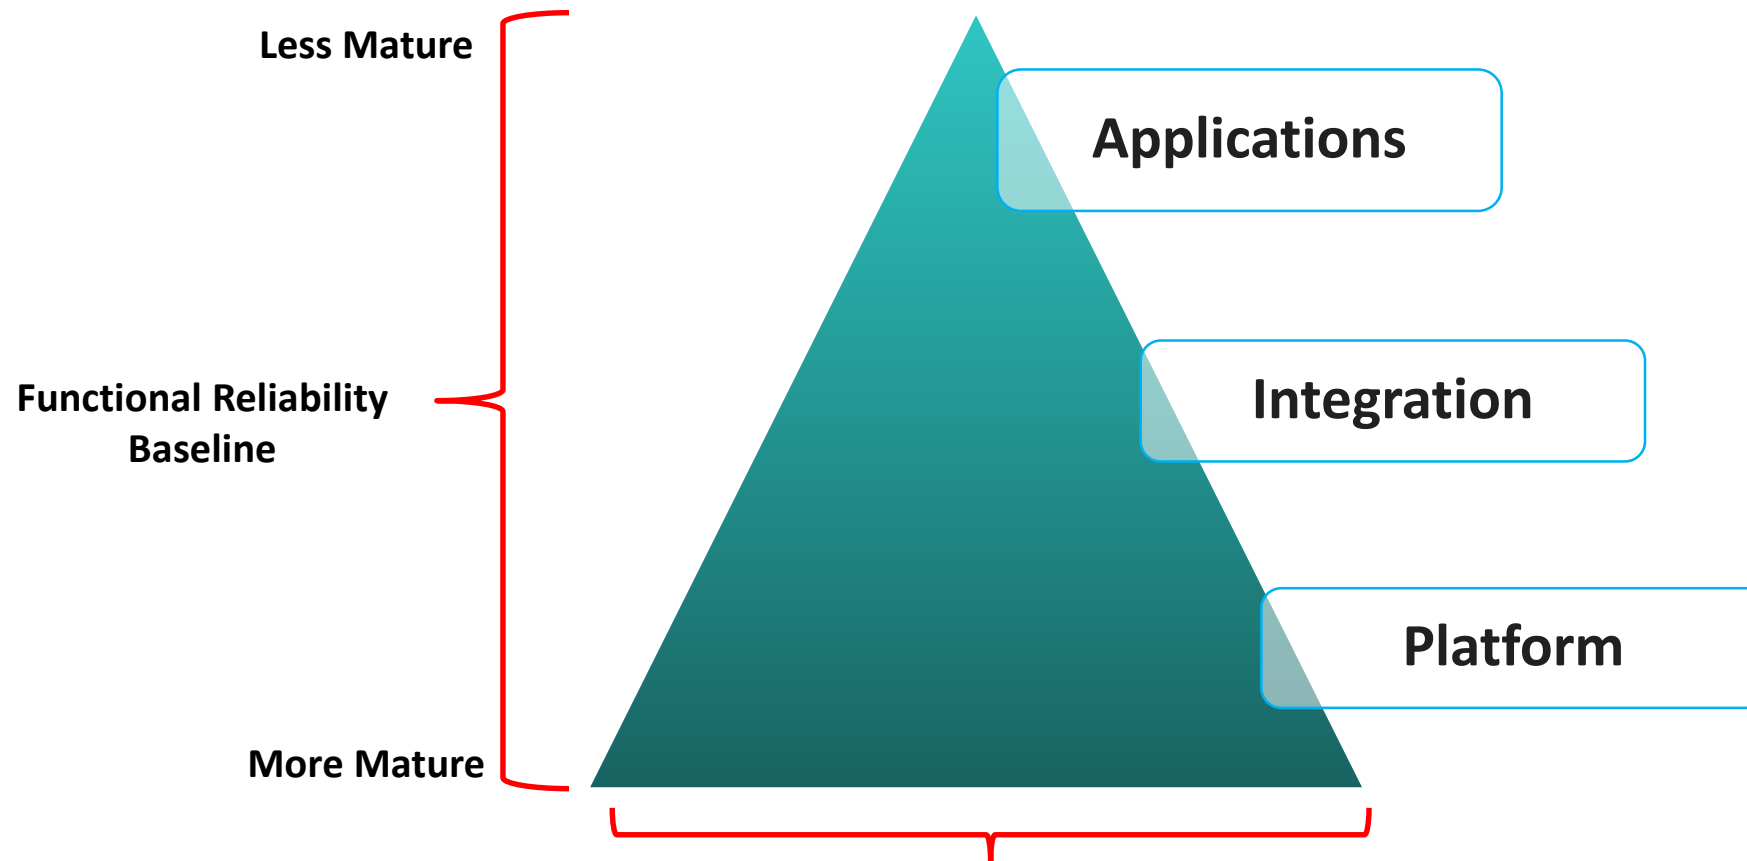 Less Mature
Applications
Functional Reliability
Baseline
Integration
Platform
More Mature